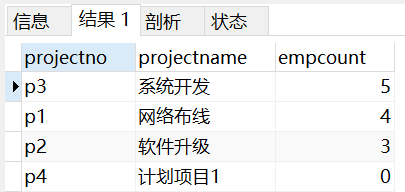 信息 结果 1 剖析 状态
projectno projectname empcount
p3 系统开发 5
p1 网络布线 4
p2 软件升级 3
p4 计划项目1 0